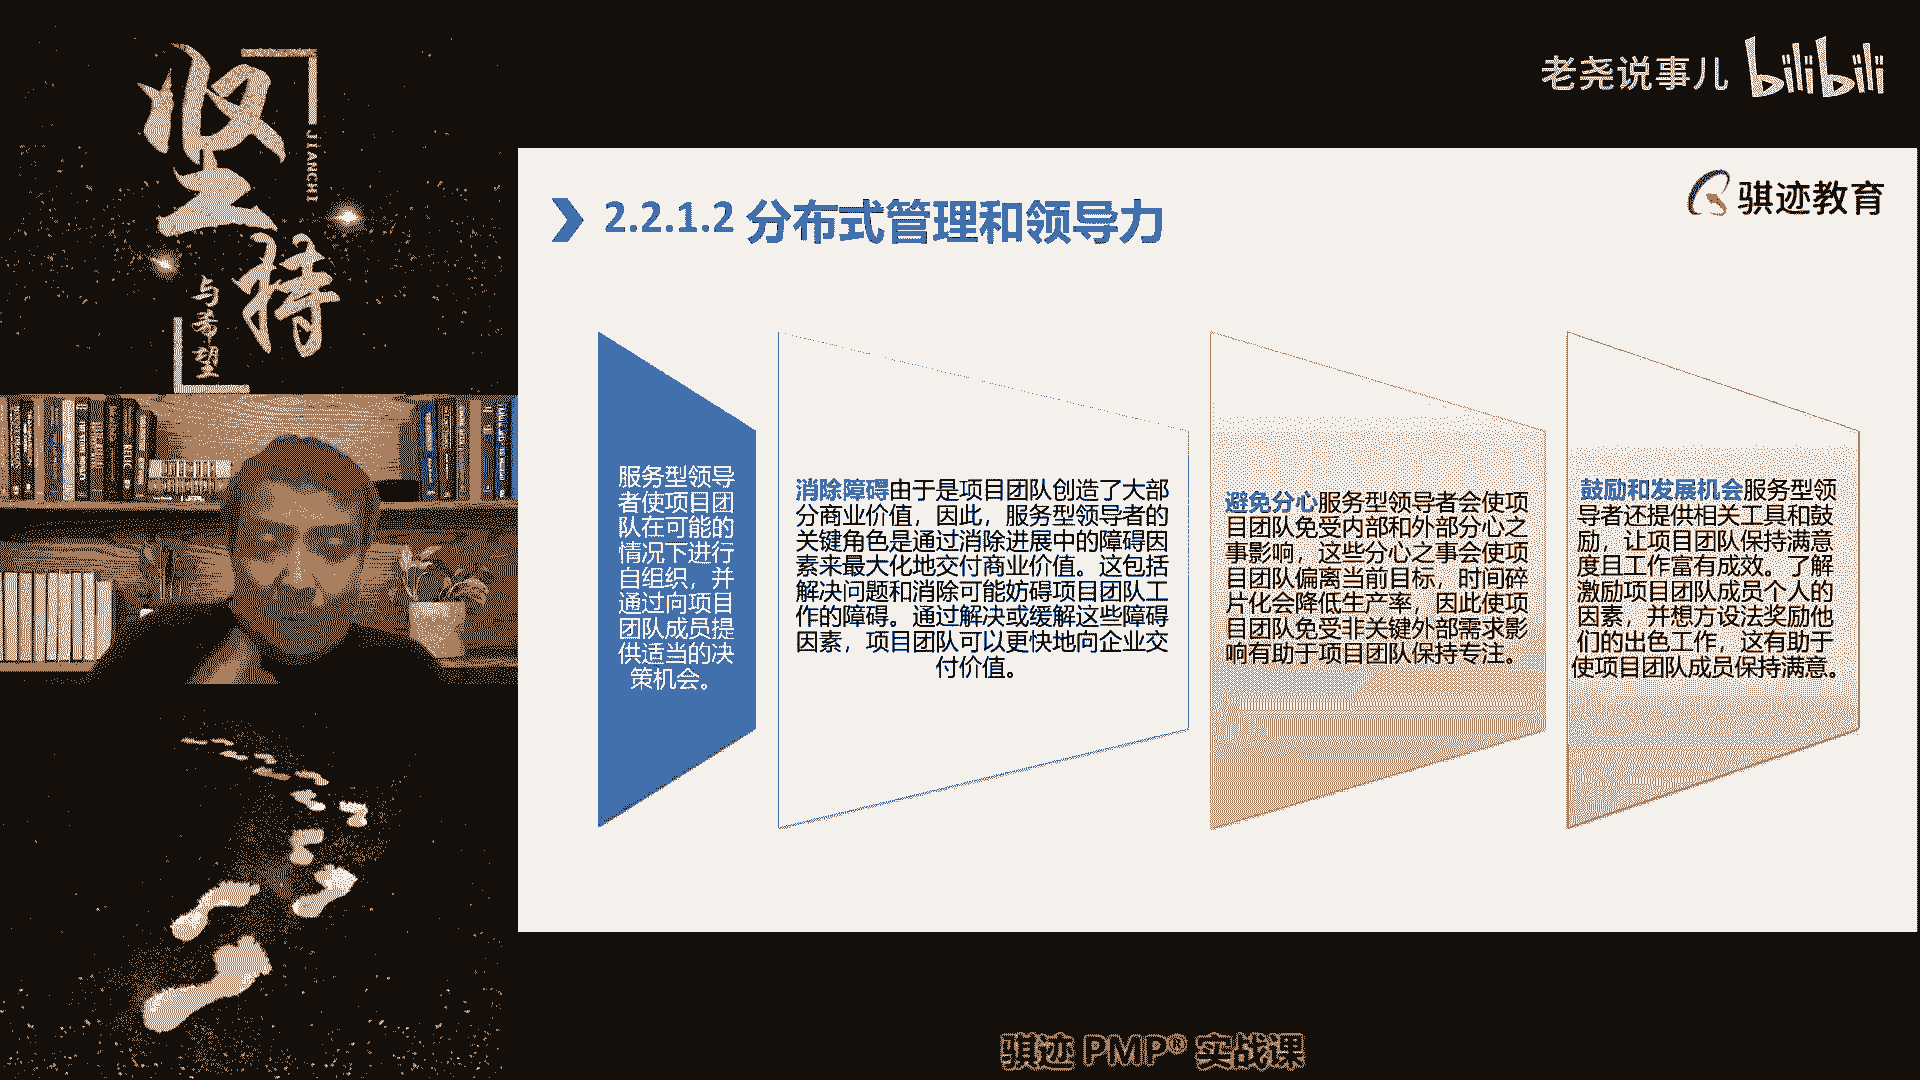 坚持
JIANCHI
与希望
老尧说事儿 bilibili
骐迹教育
2.2.1.2 分布式管理和领导力
服务型领导
者使项目团
队在可能的
情况下进行
自组织，并
通过向项目
团队成员提
供适当的决
策机会。
消除障碍由于是项目团队创造了大部
分商业价值，因此，服务型领导者的
关键角色是通过消除进展中的障碍因
素来最大化地交付商业价值。这包括
解决问题和消除可能妨碍项目团队工
作的障碍。通过解决或缓解这些障碍
因素，项目团队可以更快地向企业交
付价值。
避免分心服务型领导者会使项
目团队免受内部和外部分心之
事影响，这些分心之事会使项
目团队偏离当前目标，时间碎
片化会降低生产率，因此使项
目团队免受非关键外部需求影
响有助于项目团队保持专注。
鼓励和发展机会服务型领
导者还提供相关工具和鼓
励，让项目团队保持满意
度且工作富有成效。了解
激励项目团队成员个人的
因素，并想方设法奖励他
们的出色工作，这有助于
使项目团队成员保持满意。
骐迹 PMP® 实战课